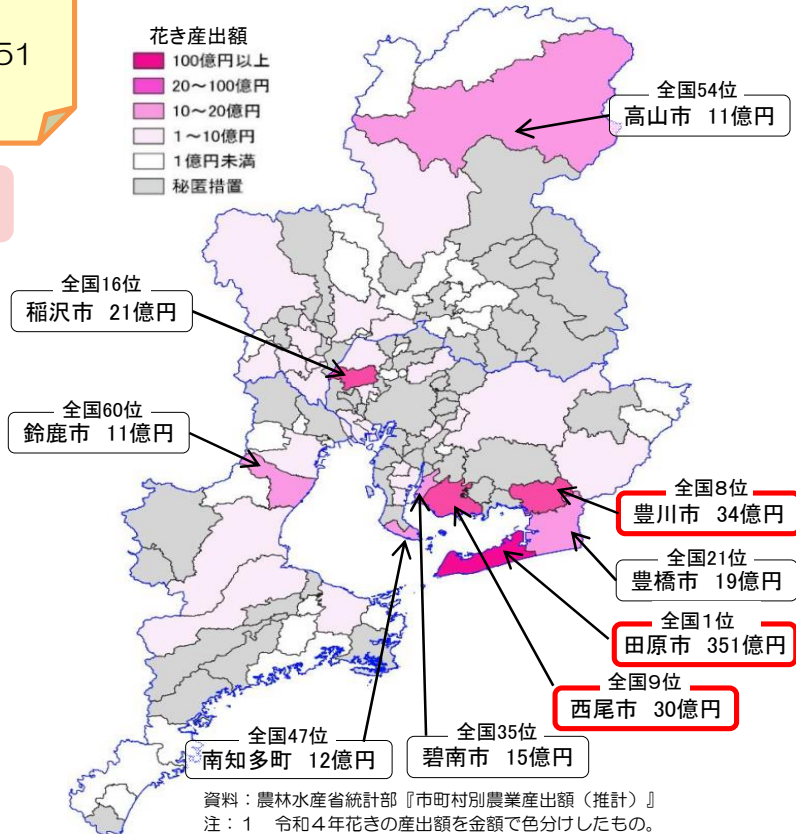 51
花き産出額
100億円以上
20～100億円
10～20億円
1～10億円
1億円未満
秘匿措置
全国54位
高山市 11億円
全国16位
稲沢市 21億円
全国60位
鈴鹿市 11億円
全国8位
豊川市 34億円
全国21位
豊橋市 19億円
全国1位
田原市 351億円
全国9位
西尾市 30億円
全国35位
碧南市 15億円
全国47位
南知多町 12億円
資料：農林水産省統計部『市町村別農業産出額（推計）』
注：１ 令和４年花きの産出額を金額で色分けしたもの。